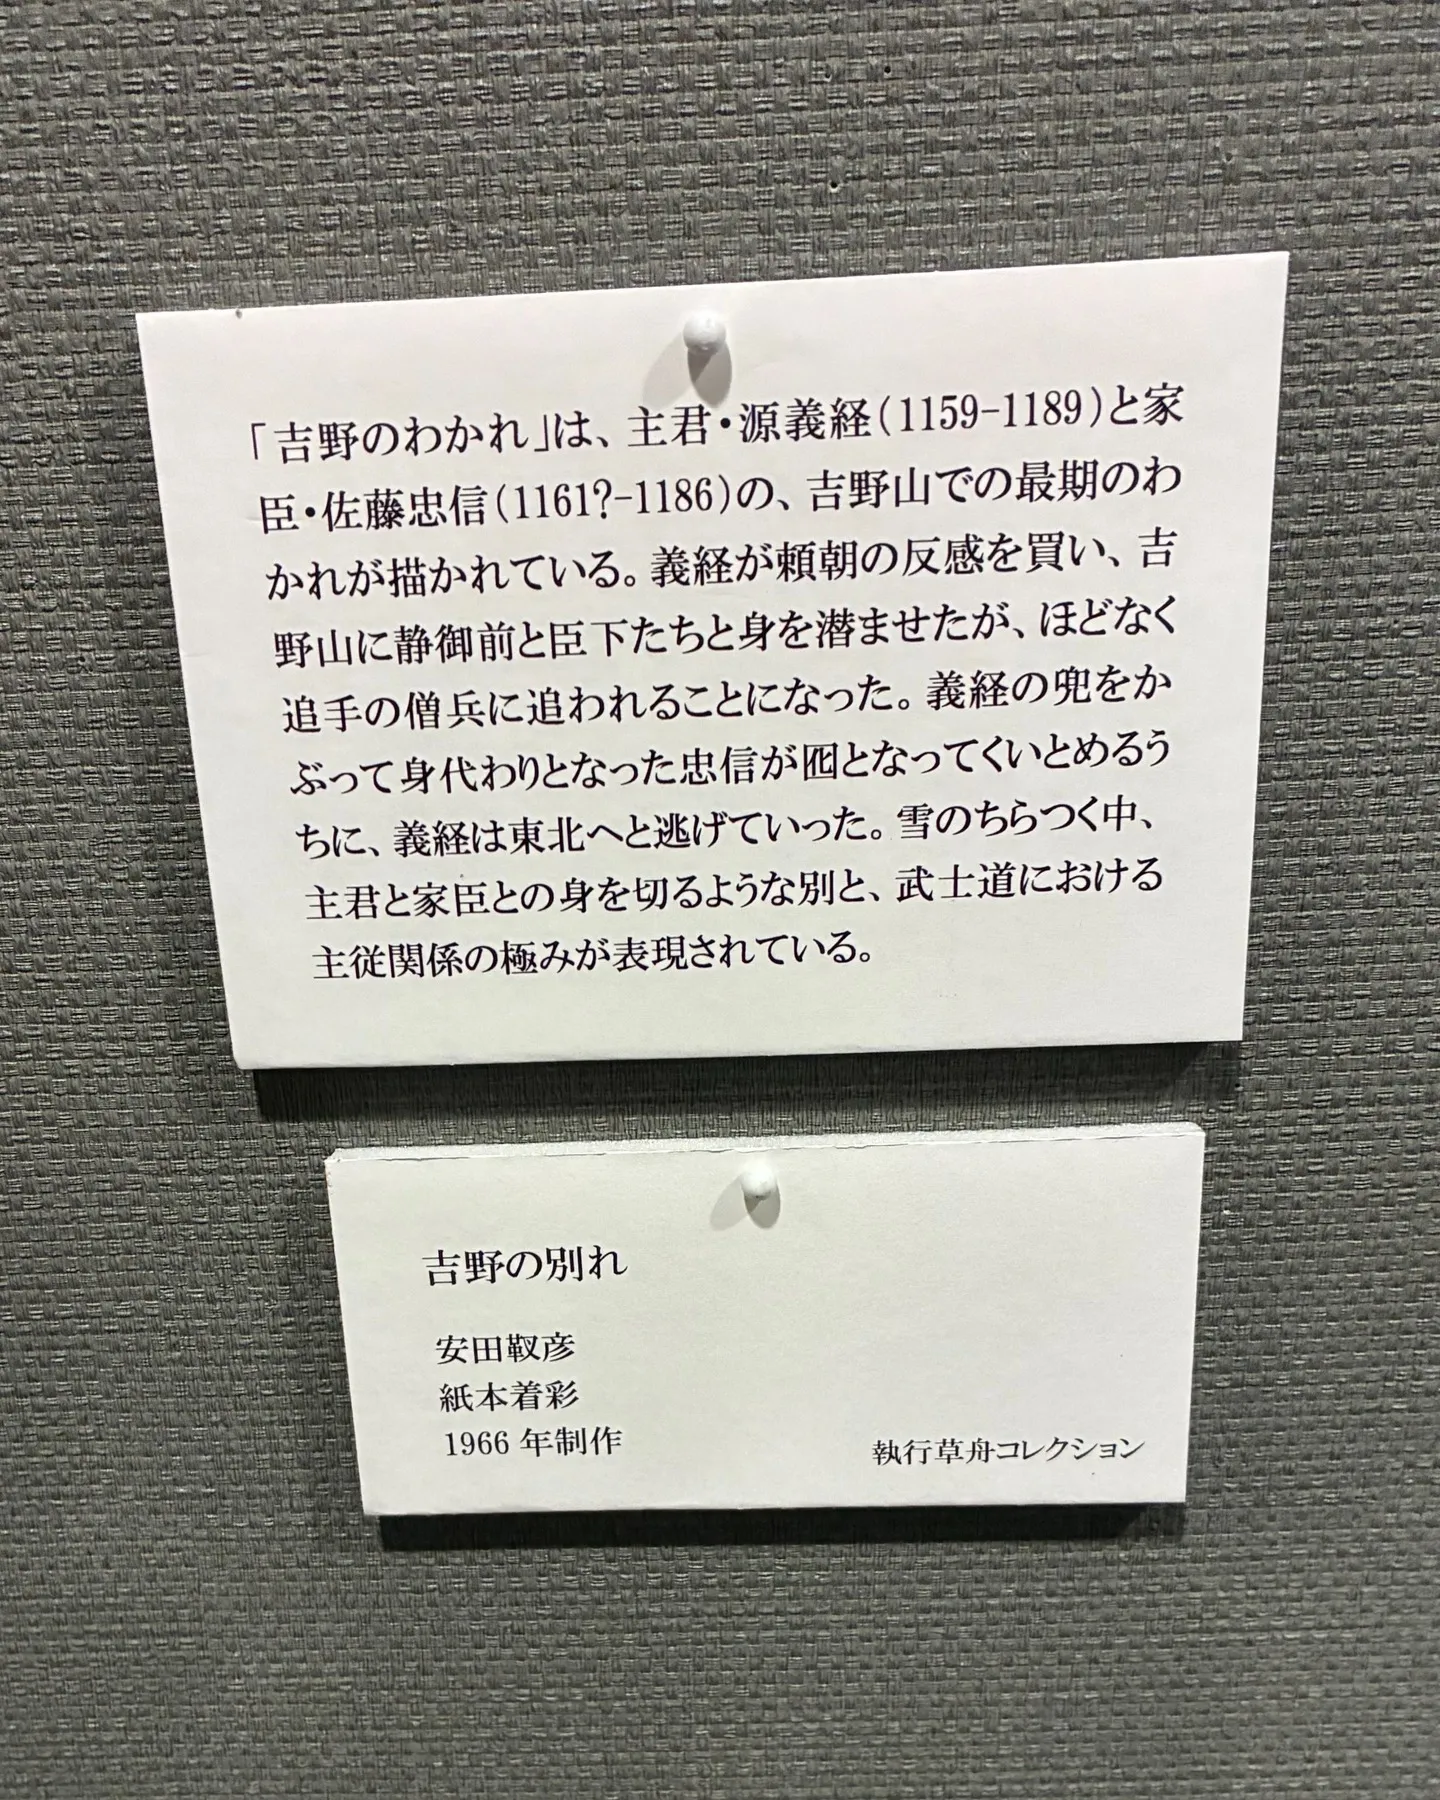 「吉野のわかれ」は、主君・源義経(1159-1189)と家
臣・佐藤忠信(1161?-1186)の、吉野山での最期のわ
かれが描かれている。義経が頼朝の反感を買い、吉
野山に静御前と臣下たちと身を潜ませたが、ほどなく
追手の僧兵に追われることになった。義経の兜をか
ぶって身代わりとなった忠信が囮となってくいとめるう
ちに、義経は東北へと逃げていった。雪のちらつく中、
主君と家臣との身を切るような別と、武士道における
主従関係の極みが表現されている。
吉野の別れ
安田靫彦
紙本着彩
1966 年制作
執行草舟コレクション